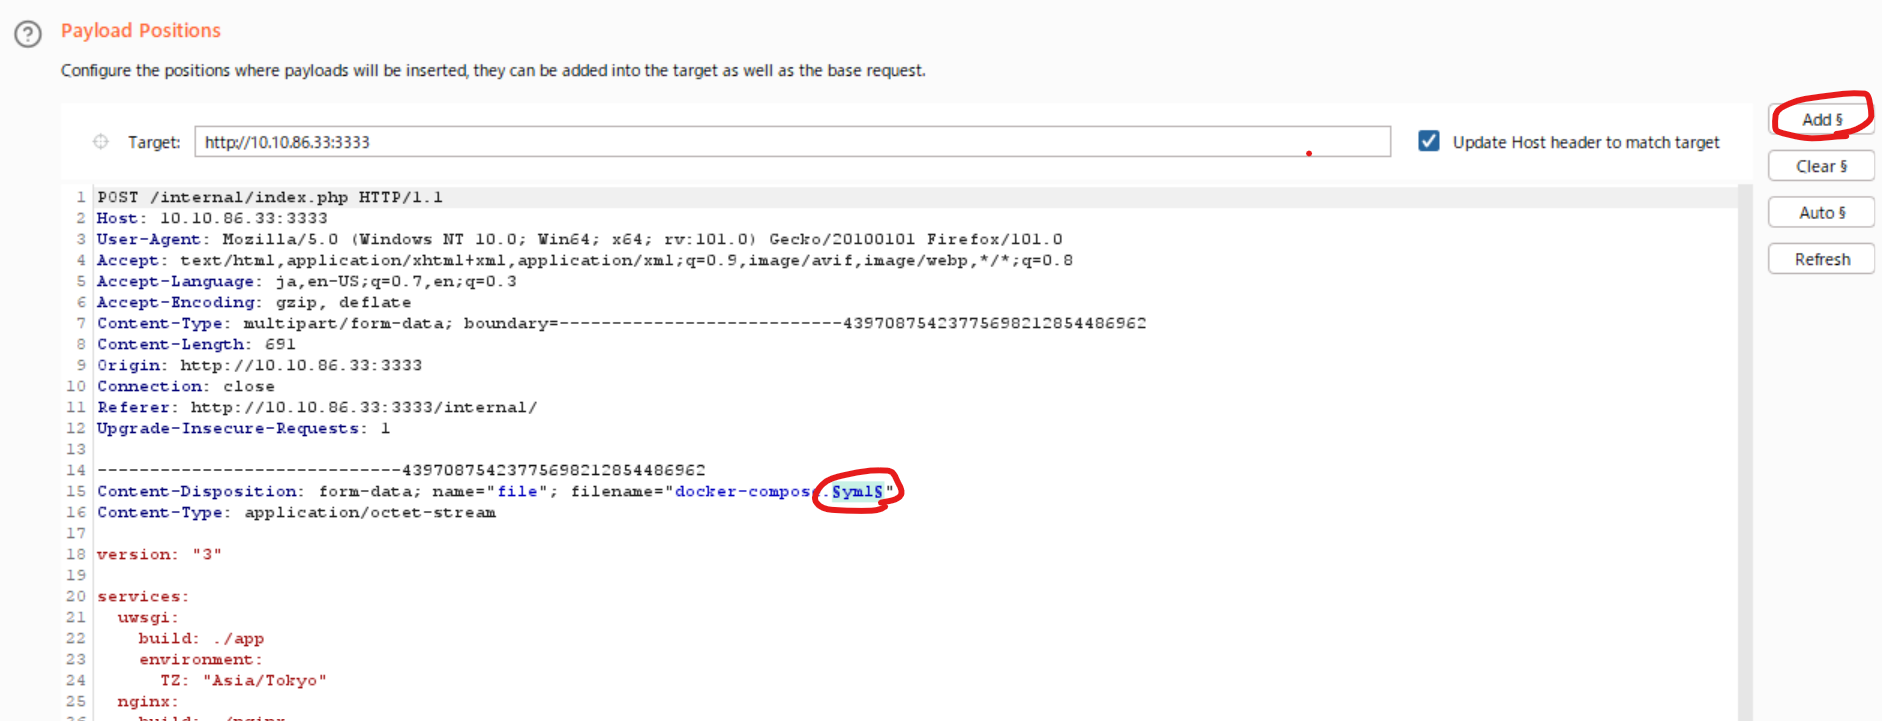 Payload Positions
Configure the positions where payloads will be inserted, they can be added into the target as well as the base request.
Target: http://10.10.86.33:3333
Update Host header to match target
Add §
Clear §
Auto §
Refresh
1 POST /internal/index.php HTTP/1.1
2 Host: 10.10.86.33:3333
3 User-Agent: Mozilla/5.0 (Windows NT 10.0; Win64; x64; rv:101.0) Gecko/20100101 Firefox/101.0
4 Accept: text/html,application/xhtml+xml,application/xml;q=0.9,image/avif,image/webp,*/*;q=0.8
5 Accept-Language: ja,en-US;q=0.7,en;q=0.3
6 Accept-Encoding: gzip, deflate
7 Content-Type: multipart/form-data; boundary=---------------------------439708754237756982128544​86962
8 Content-Length: 691
9 Origin: http://10.10.86.33:3333
10 Connection: close
11 Referer: http://10.10.86.33:3333/internal/
12 Upgrade-Insecure-Requests: 1
13
14 -----------------------------43970875423775698212854486962
15 Content-Disposition: form-data; name="file"; filename="docker-compose.§yml§"
16 Content-Type: application/octet-stream
17
18 version: "3"
19
20 services:
21 uwsgi:
22 build: ./app
23 environment:
24 TZ: "Asia/Tokyo"
25 nginx:
26 build: ./nginx